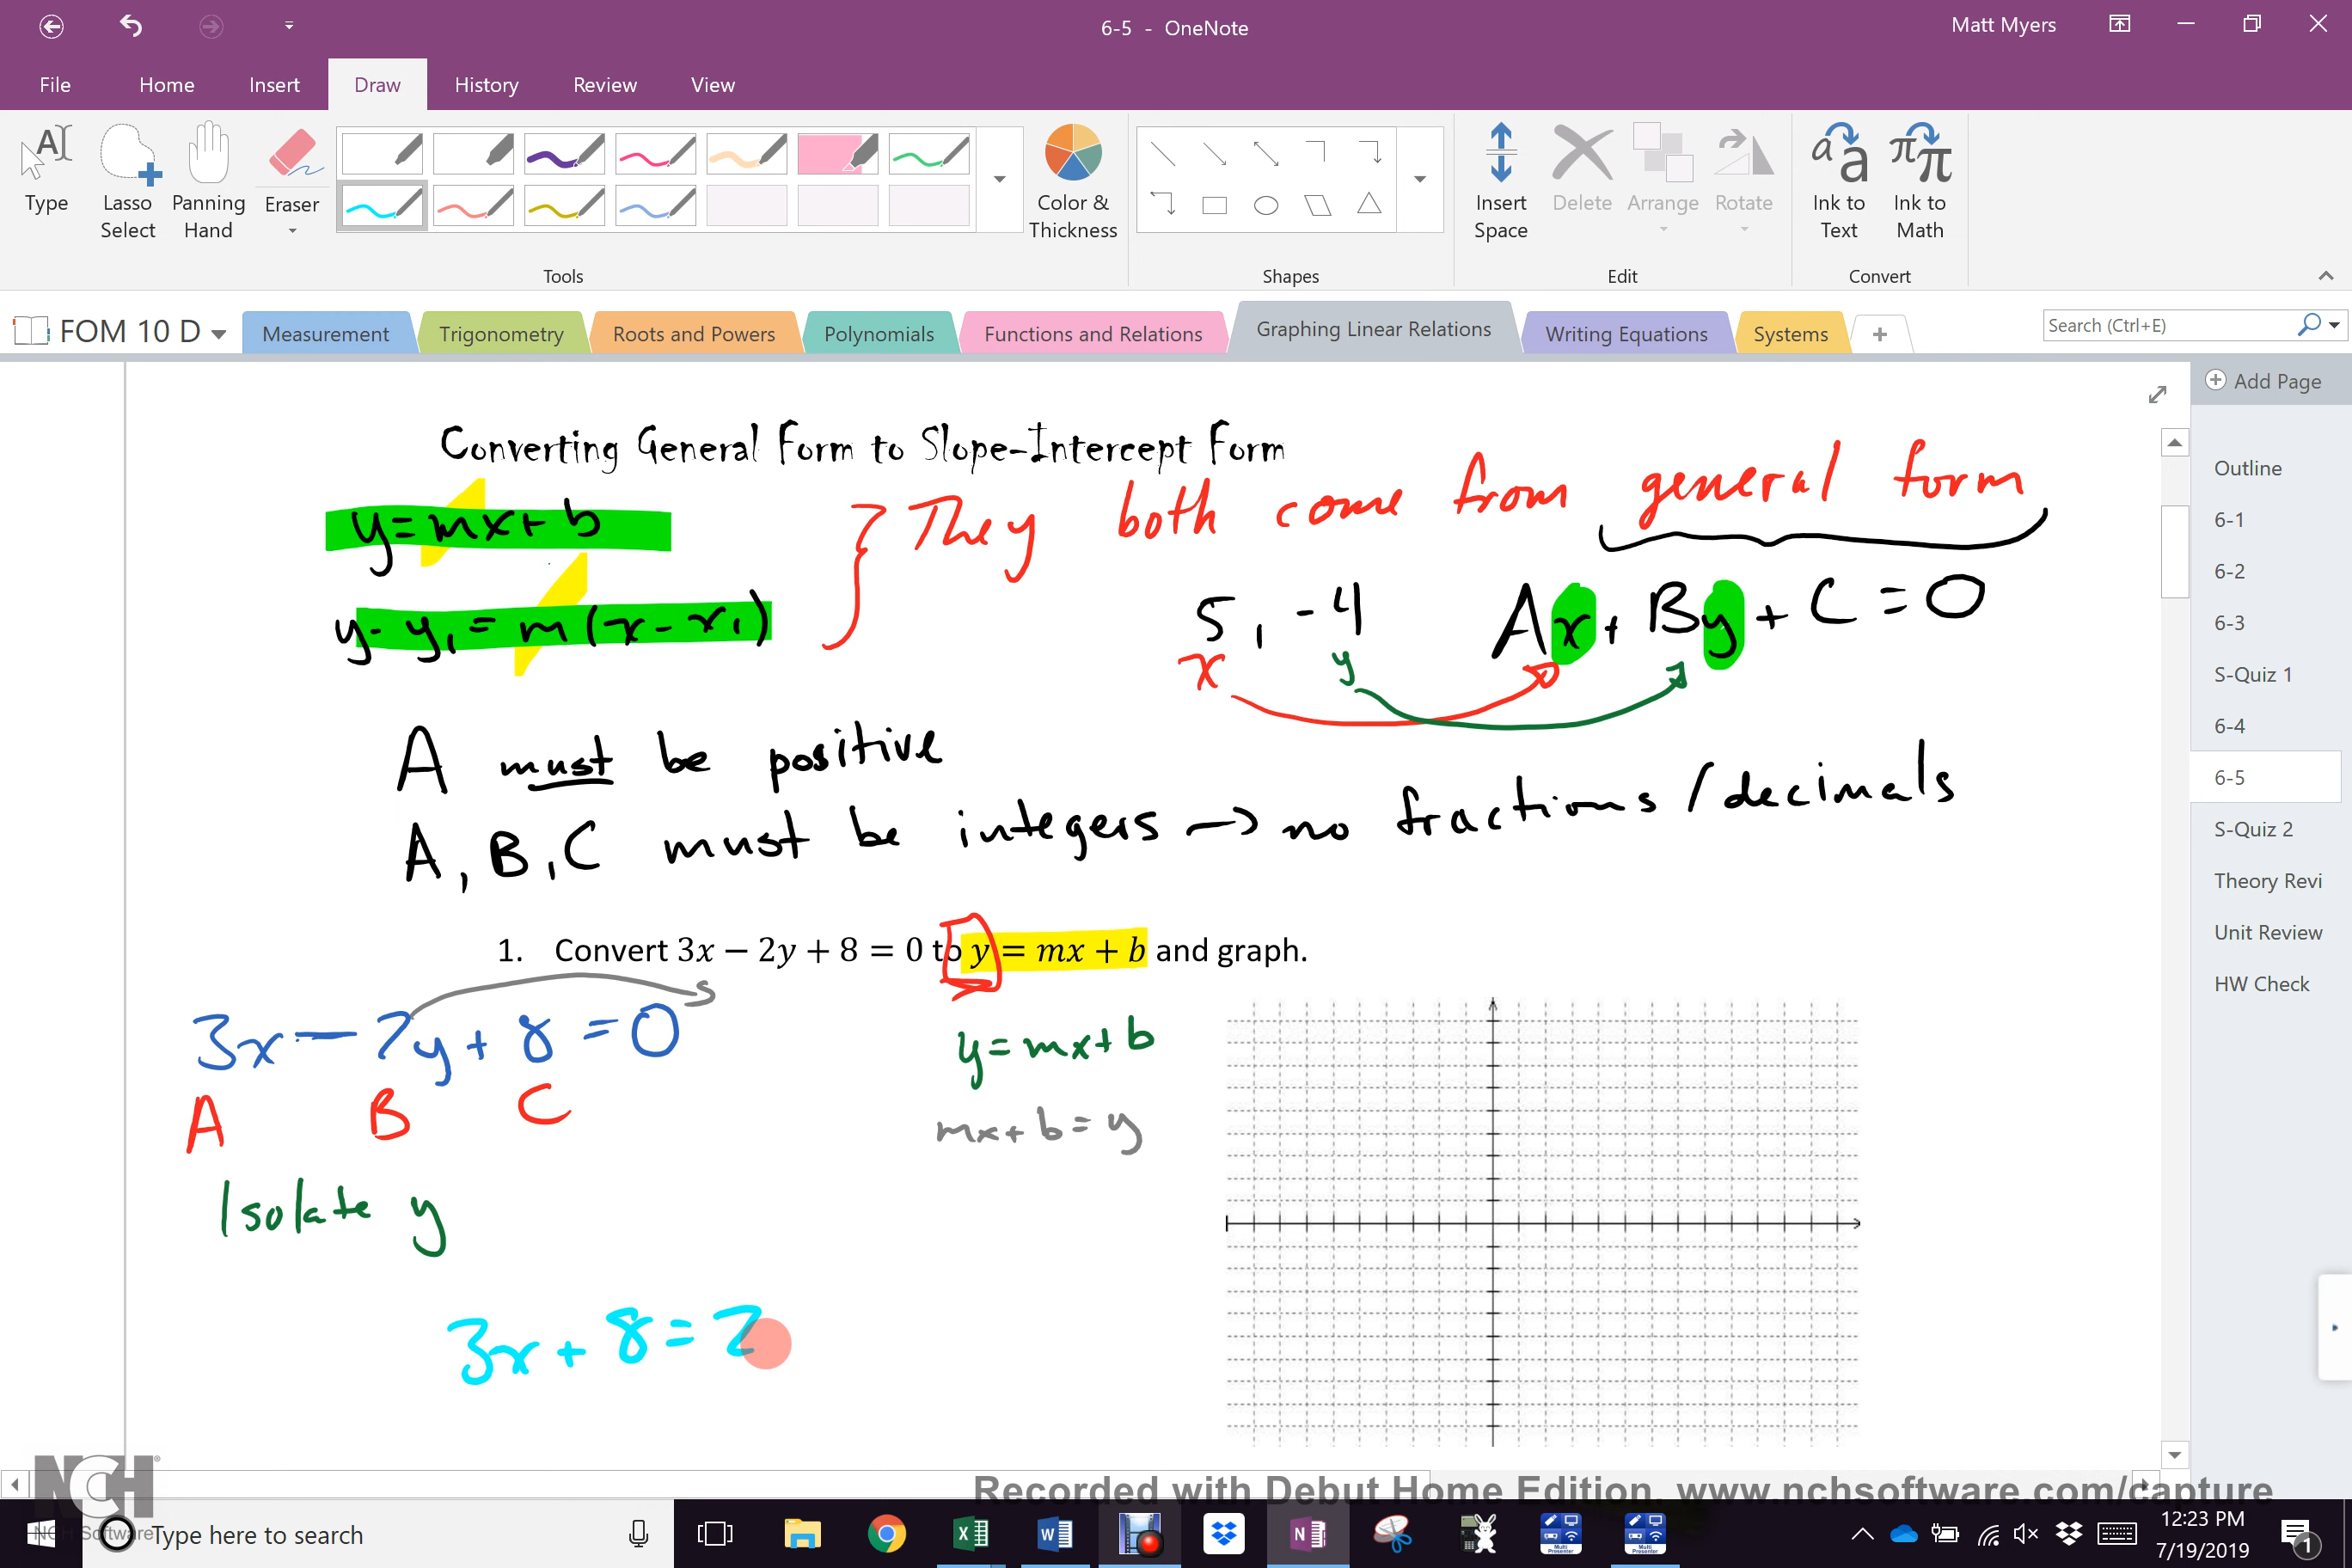 6-5 - OneNote
Matt Myers
File Home Insert Draw History Review View
Type
Lasso Select
Panning Hand
Eraser
Color & Thickness
Insert Space
Delete
Arrange
Rotate
Ink to Text
Ink to Math
Tools
Shapes
Edit
Convert
FOM 10 D
Measurement
Trigonometry
Roots and Powers
Polynomials
Functions and Relations
Graphing Linear Relations
Writing Equations
Systems
Search (Ctrl+E)
Add Page
Outline
6-1
6-2
6-3
S-Quiz 1
6-4
6-5
S-Quiz 2
Theory Revi
Unit Review
HW Check
Converting General Form to Slope-Intercept Form
y=mx+b
y-y₁=m(x-x₁)
They both come from general form
5, -4
x y
Ax+By+C=0
A must be positive
A, B, C must be integers → no fractions/decimals
1. Convert 3x − 2y + 8 = 0 to y = mx + b and graph.
3x-2y+8=0
A B C
y=mx+b
mx+b=y
Isolate y
3x+8=2
NCH
NCH Software
Recorded with Debut Home Edition. www.nchsoftware.com/capture
Type here to search
12:23 PM
7/19/2019
1